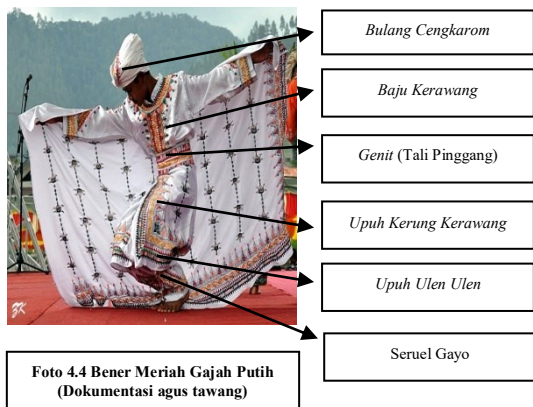 Bulang Cengkarom
Baju Kerawang
Genit (Tali Pinggang)
Upuh Kerung Kerawang
Upuh Ulen Ulen
Seruel Gayo
Foto 4.4 Bener Meriah Gajah Putih
(Dokumentasi agus tawang)